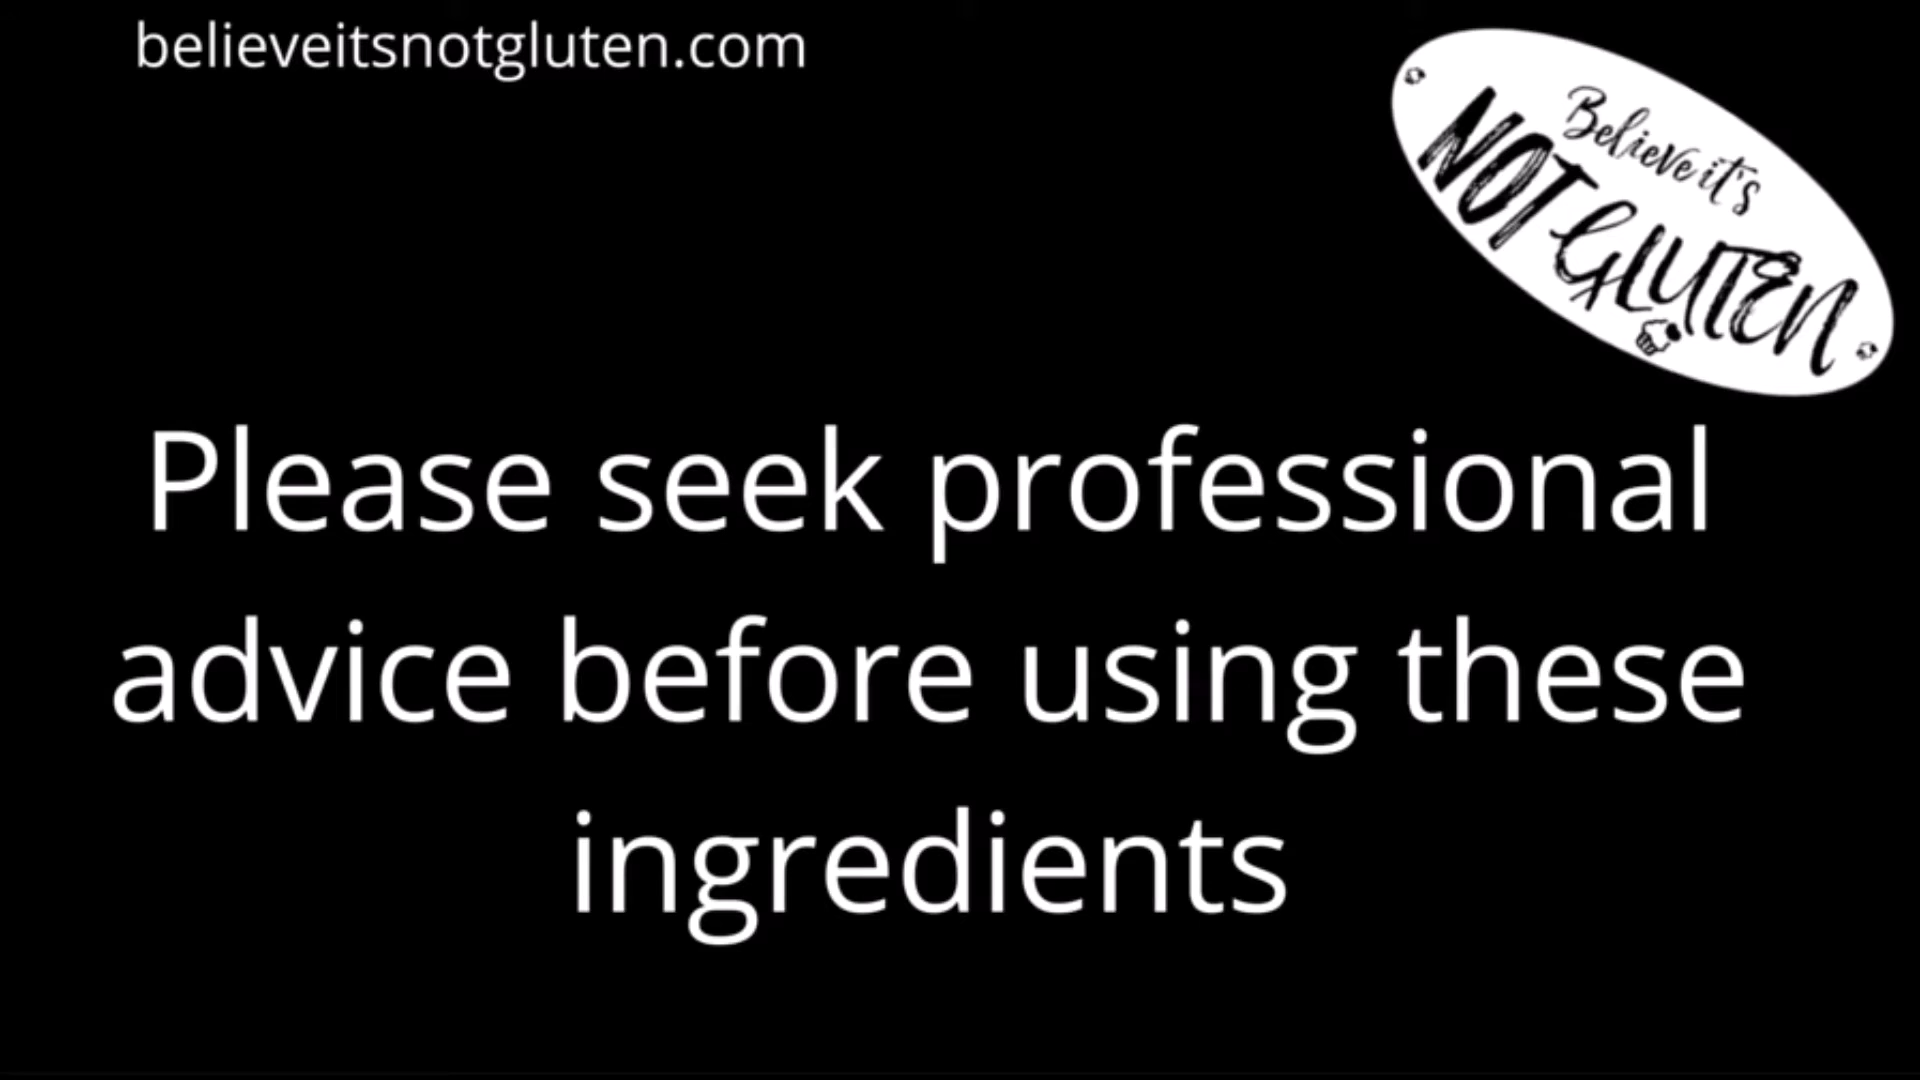 believeitsnotgluten.com
Believe it's
NOT GLUTEN
Please seek professional
advice before using these
ingredients